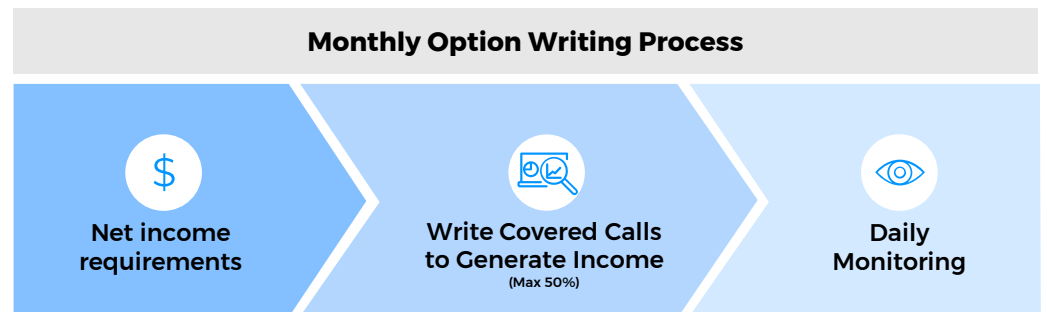 Monthly Option Writing Process
$
Net income
requirements
Write Covered Calls
to Generate Income
(Max 50%)
Daily
Monitoring